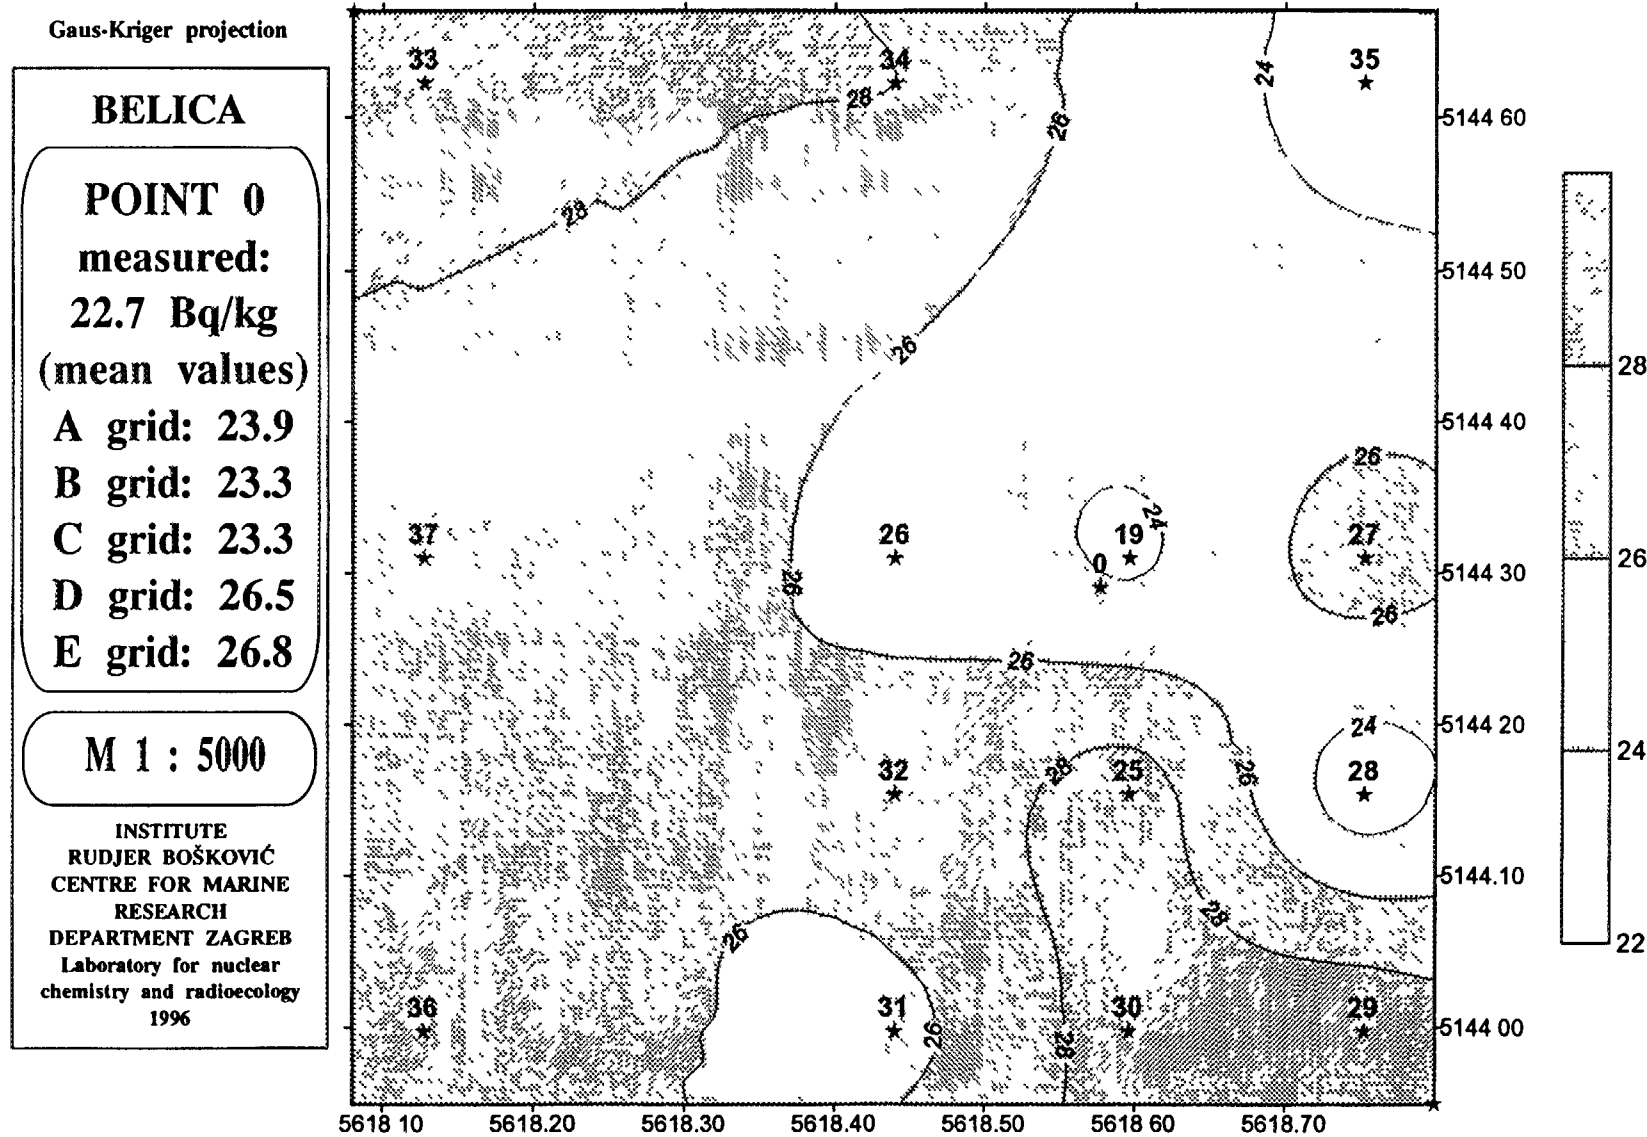 Gaus-Kriger projection
BELICA
POINT 0
measured:
22.7 Bq/kg
(mean values)
A grid: 23.9
B grid: 23.3
C grid: 23.3
D grid: 26.5
E grid: 26.8
M 1 : 5000
INSTITUTE
RUDJER BOŠKOVIĆ
CENTRE FOR MARINE
RESEARCH
DEPARTMENT ZAGREB
Laboratory for nuclear
chemistry and radioecology
1996
33
34
35
28
26
24
28
26
26
37
26
19
24
27
0
26
26
26
32
28
25
26
24
28
28
26
36
31
26
30
28
29
5144 60
5144 50
5144 40
5144 30
5144 20
5144.10
5144 00
5618 10
5618.20
5618.30
5618.40
5618.50
5618 60
5618.70
28
26
24
22